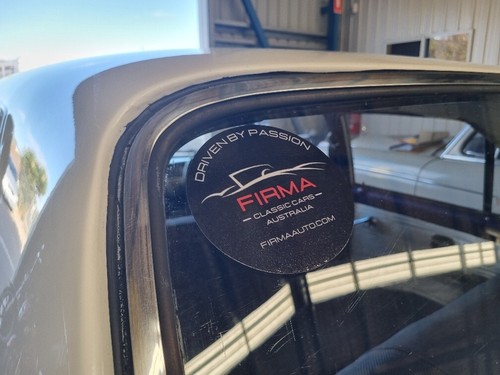 DRIVEN BY PASSION
FIRMA
CLASSIC CARS
AUSTRALIA
FIRMAAUTO.COM